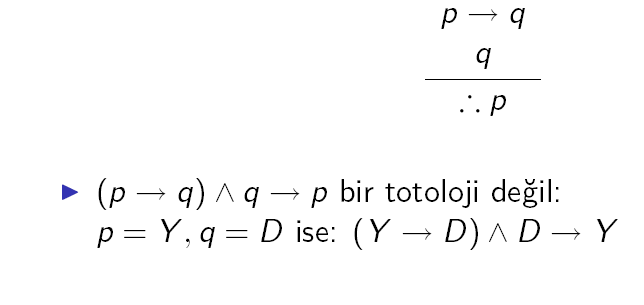 p → q
q
∴ p
▶ (p → q) ∧ q → p bir totoloji değil:
p = Y, q = D ise: (Y → D) ∧ D → Y